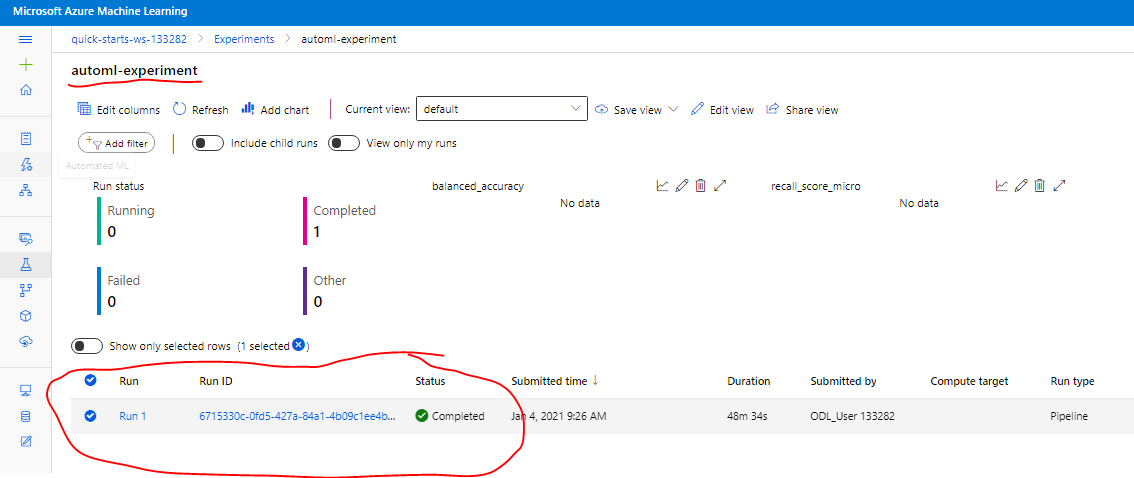 Microsoft Azure Machine Learning
quick-starts-ws-133282 > Experiments > automl-experiment
automl-experiment
Edit columns Refresh Add chart Current view: default Save view Edit view Share view
Add filter Include child runs View only my runs
Automated ML
Run status balanced_accuracy recall_score_micro
Running Completed No data No data
0 1
Failed Other
0 0
Show only selected rows (1 selected )
Run Run ID Status Submitted time ↓ Duration Submitted by Compute target Run type
Run 1 6715330c-0fd5-427a-84a1-4b09c1ee4b... Completed Jan 4, 2021 9:26 AM 48m 34s ODL_User 133282 Pipeline